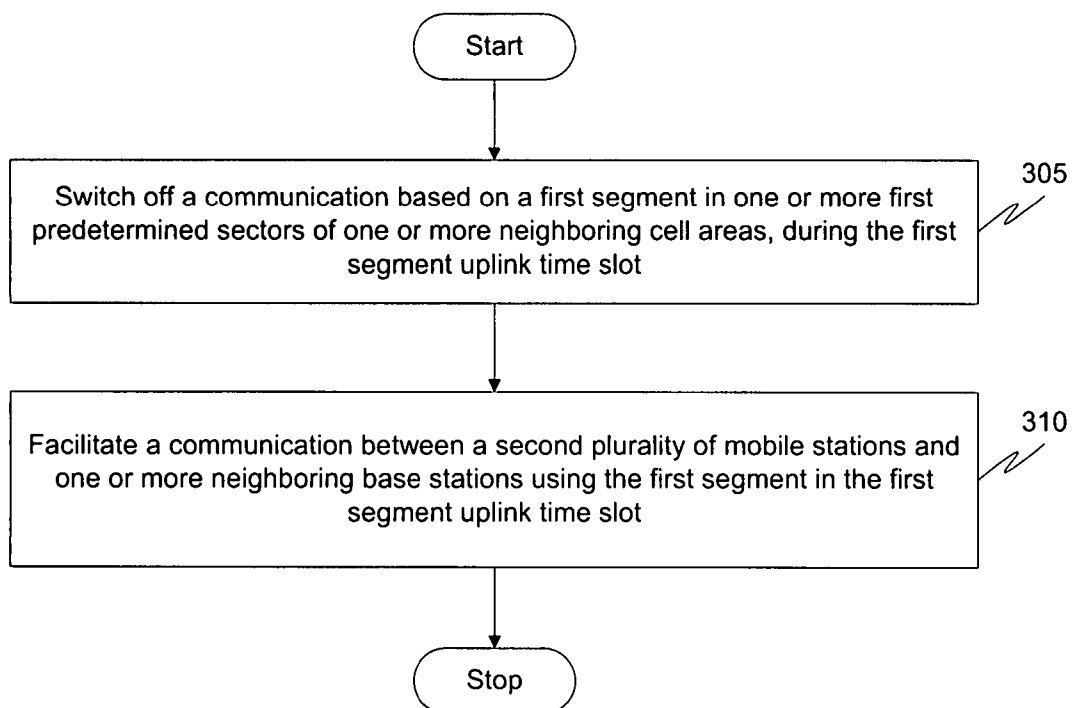 Start
305
Switch off a communication based on a first segment in one or more first
predetermined sectors of one or more neighboring cell areas, during the first
segment uplink time slot
310
Facilitate a communication between a second plurality of mobile stations and
one or more neighboring base stations using the first segment in the first
segment uplink time slot
Stop